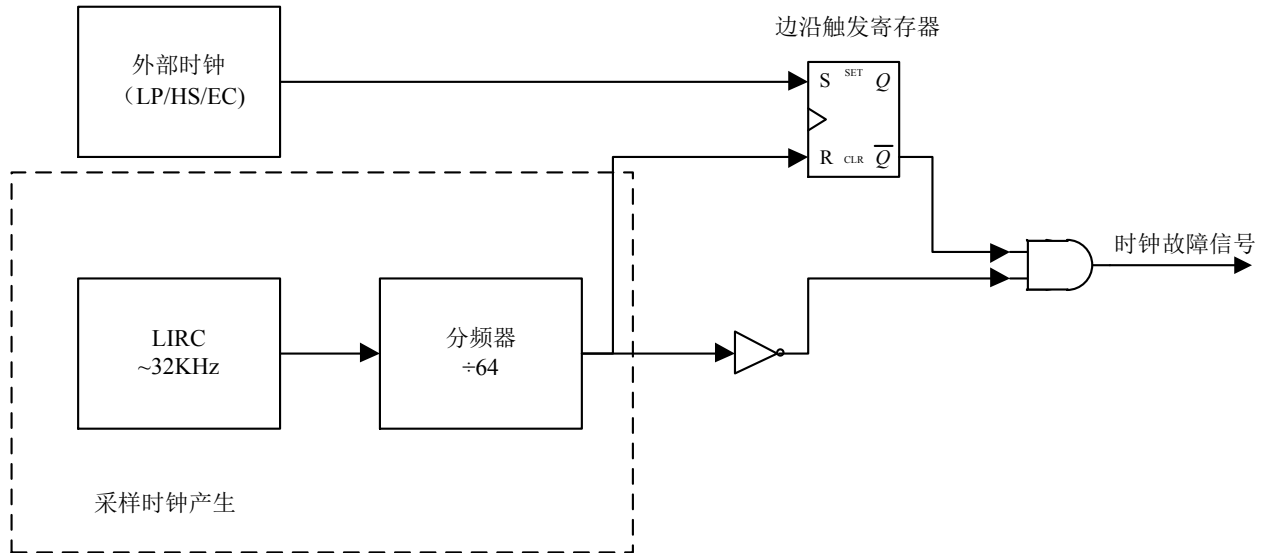 边沿触发寄存器
外部时钟
（LP/HS/EC)
S SET Q
R CLR Q̅
时钟故障信号
LIRC
~32KHz
分频器
÷64
采样时钟产生